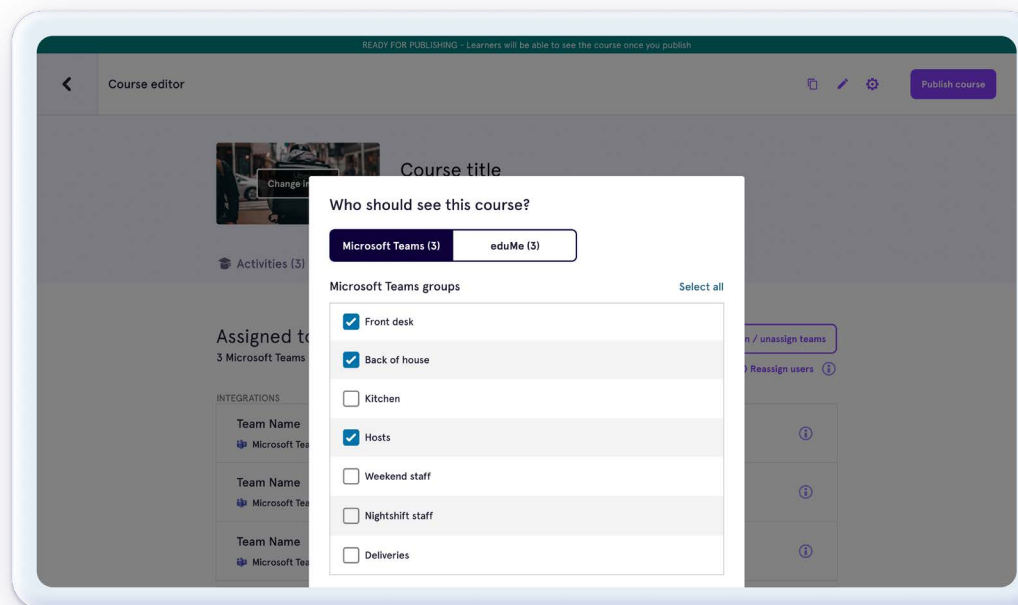 READY FOR PUBLISHING - Learners will be able to see the course once you publish
Course editor
Publish course
Change i
Course title
Activities (3)
Who should see this course?
Microsoft Teams (3)
eduMe (3)
Microsoft Teams groups
Select all
Front desk
Back of house
Kitchen
Hosts
Weekend staff
Nightshift staff
Deliveries
Assigned to
3 Microsoft Teams
n / unassign teams
Reassign users
INTEGRATIONS
Team Name
Microsoft Tea
Team Name
Microsoft Tea
Team Name
Microsoft Tea